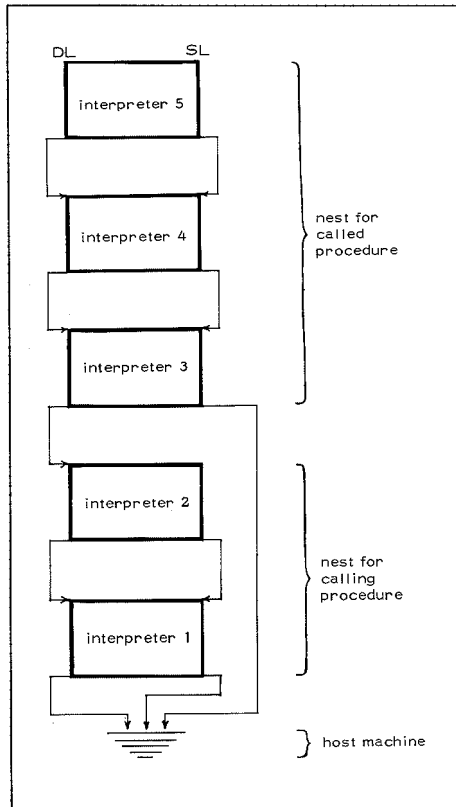 DL SL
interpreter 5
nest for
called
procedure
interpreter 4
interpreter 3
interpreter 2
nest for
calling
procedure
interpreter 1
host machine